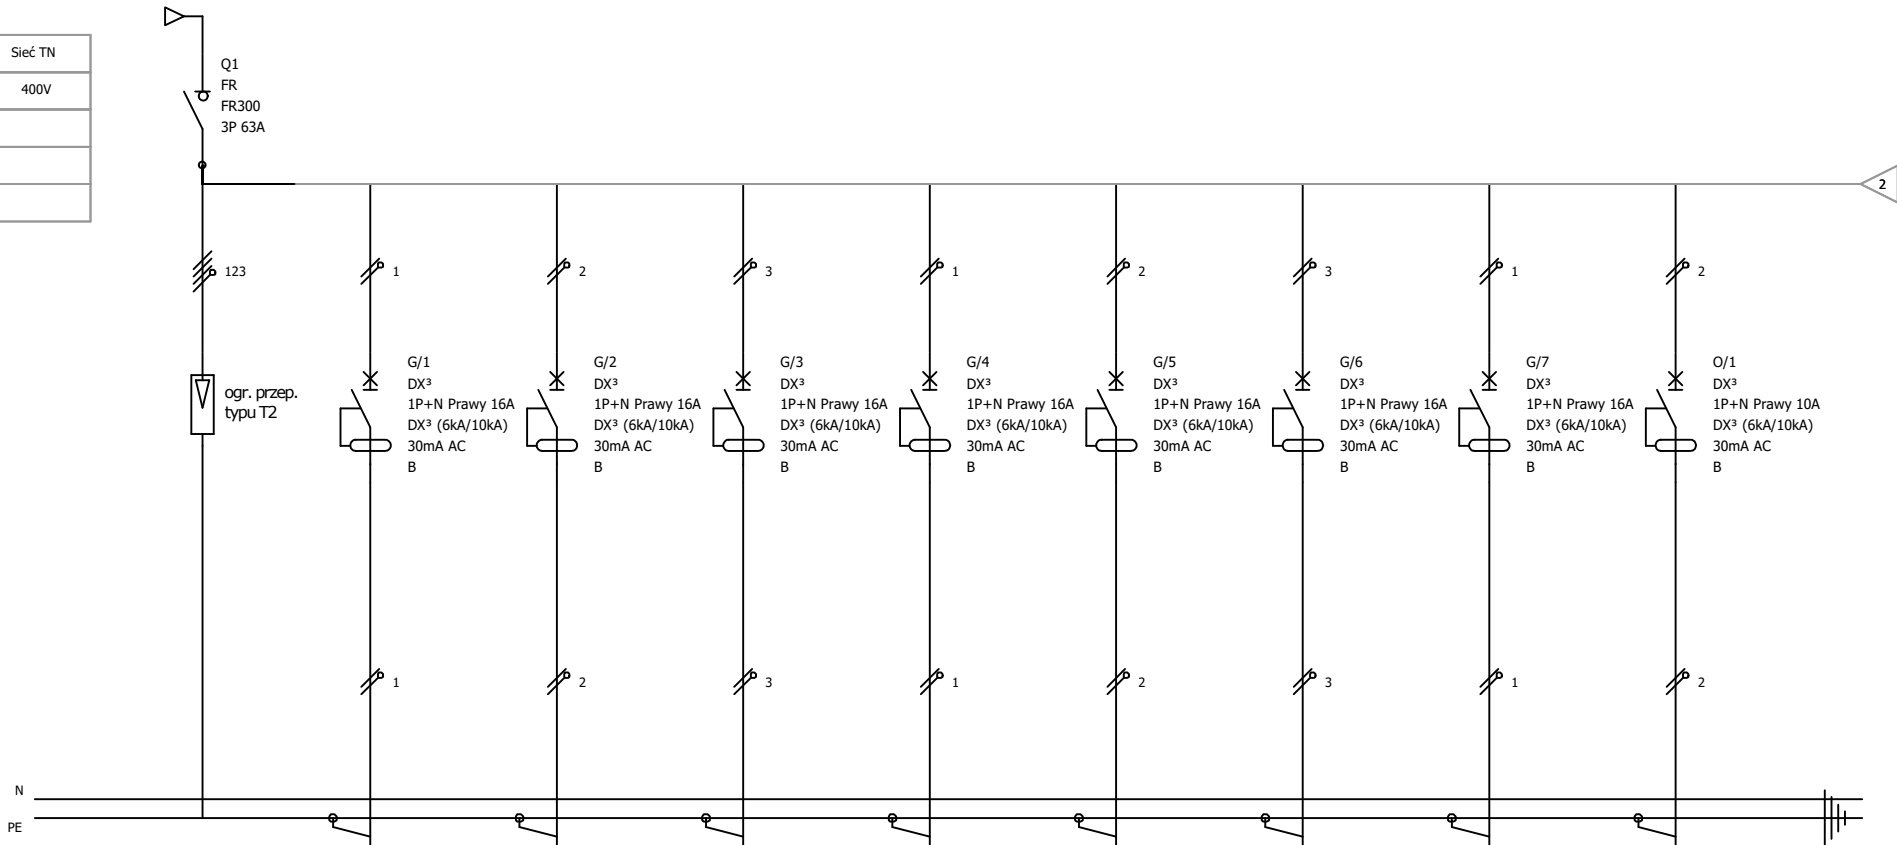 Sieć TN
400V
Q1
FR
FR300
3P 63A
2
123
1
2
3
1
2
3
1
2
ogr. przep.
typu T2
G/1
DX³
1P+N Prawy 16A
DX³ (6kA/10kA)
30mA AC
B
G/2
DX³
1P+N Prawy 16A
DX³ (6kA/10kA)
30mA AC
B
G/3
DX³
1P+N Prawy 16A
DX³ (6kA/10kA)
30mA AC
B
G/4
DX³
1P+N Prawy 16A
DX³ (6kA/10kA)
30mA AC
B
G/5
DX³
1P+N Prawy 16A
DX³ (6kA/10kA)
30mA AC
B
G/6
DX³
1P+N Prawy 16A
DX³ (6kA/10kA)
30mA AC
B
G/7
DX³
1P+N Prawy 16A
DX³ (6kA/10kA)
30mA AC
B
O/1
DX³
1P+N Prawy 10A
DX³ (6kA/10kA)
30mA AC
B
1
2
3
1
2
3
1
2
N
PE